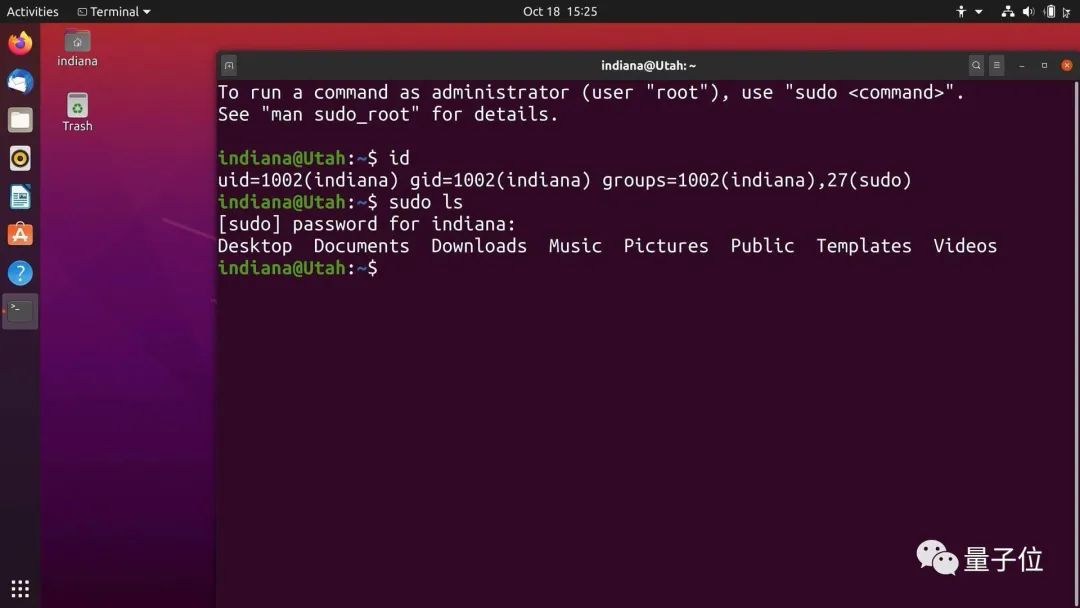 Activities Terminal Oct 18 15:25
indiana
Trash
indiana@Utah: ~
To run a command as administrator (user "root"), use "sudo <command>".
See "man sudo_root" for details.
indiana@Utah:~$ id
uid=1002(indiana) gid=1002(indiana) groups=1002(indiana),27(sudo)
indiana@Utah:~$ sudo ls
[sudo] password for indiana:
Desktop Documents Downloads Music Pictures Public Templates Videos
indiana@Utah:~$
量子位